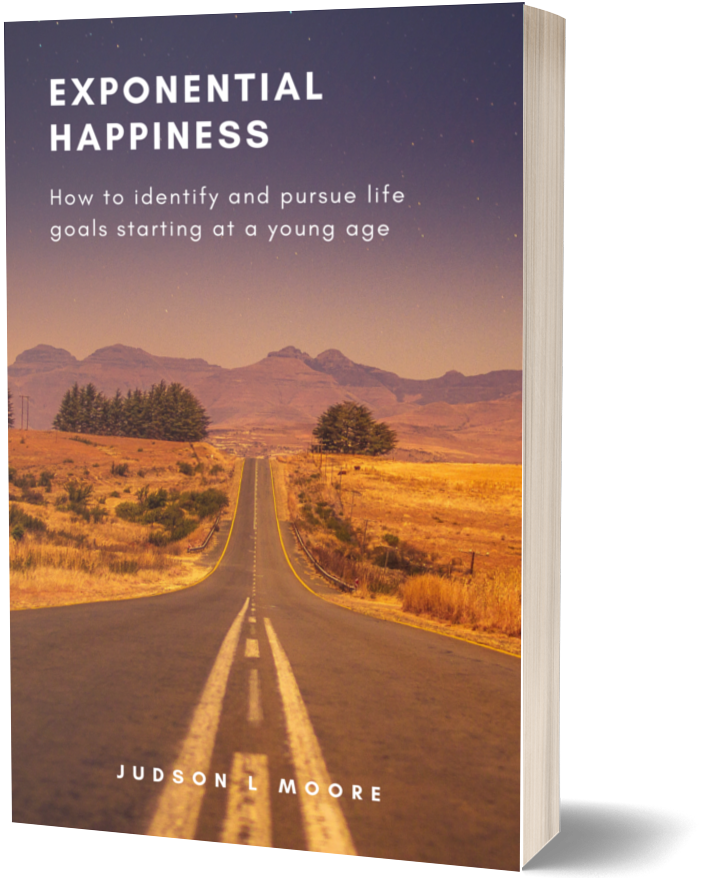 EXPONENTIAL
HAPPINESS
How to identify and pursue life
goals starting at a young age
JUDSON L MOORE